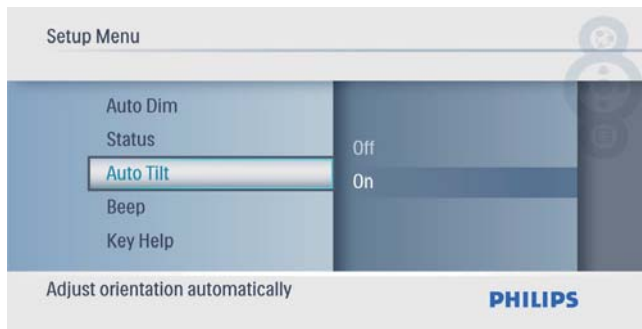 Setup Menu
Auto Dim
Status
Auto Tilt
Beep
Key Help
Off
On
Adjust orientation automatically
PHILIPS